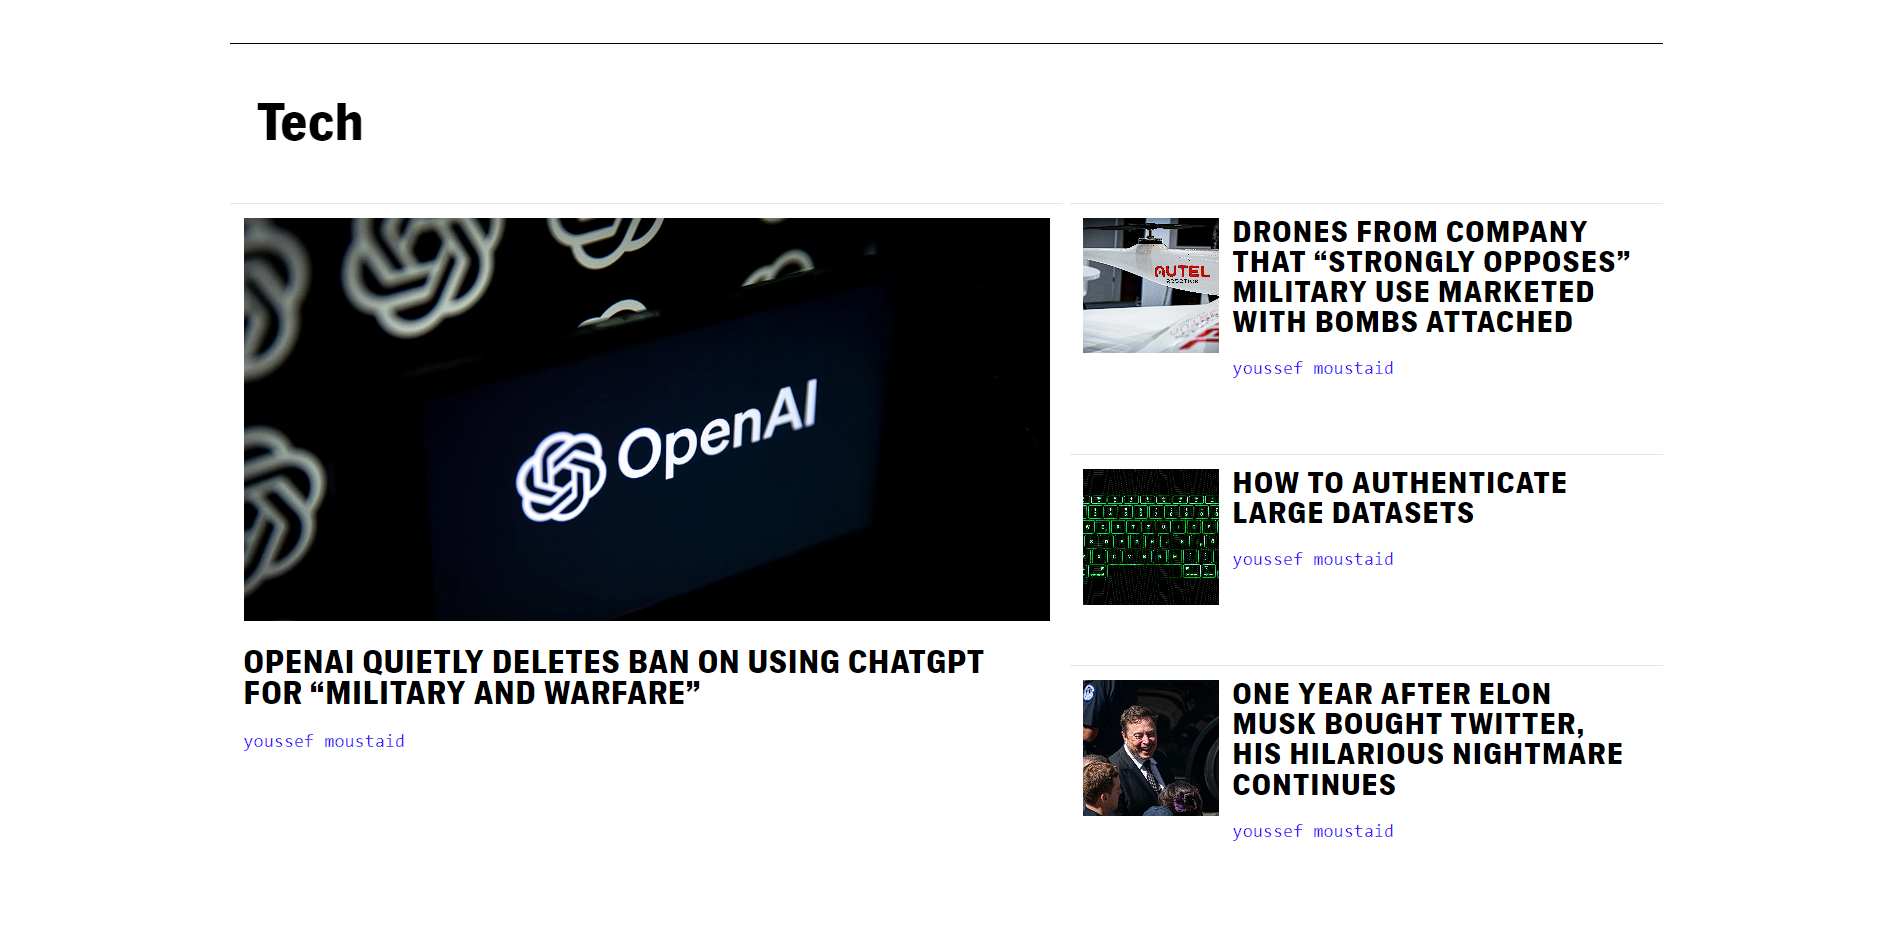 Tech
OpenAI
OPENAI QUIETLY DELETES BAN ON USING CHATGPT
FOR “MILITARY AND WARFARE”
youssef moustaid
AUTEL
ROBOTICS
DRONES FROM COMPANY
THAT “STRONGLY OPPOSES”
MILITARY USE MARKETED
WITH BOMBS ATTACHED
youssef moustaid
HOW TO AUTHENTICATE
LARGE DATASETS
youssef moustaid
ONE YEAR AFTER ELON
MUSK BOUGHT TWITTER,
HIS HILARIOUS NIGHTMARE
CONTINUES
youssef moustaid